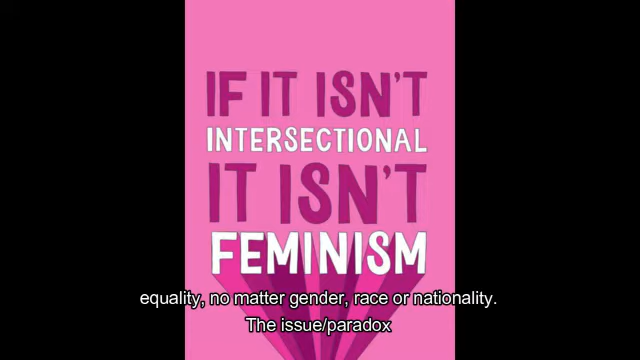 IF IT ISN'T
INTERSECTIONAL
IT ISN'T
FEMINISM
equality, no matter gender, race or nationality.
The issue/paradox